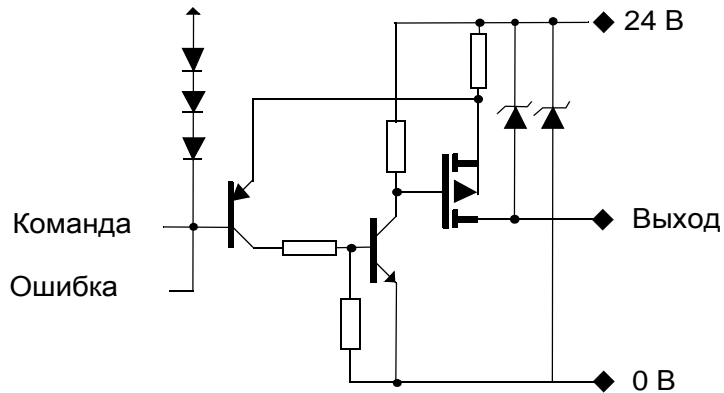 24 В
Команда
Выход
Ошибка
0 В